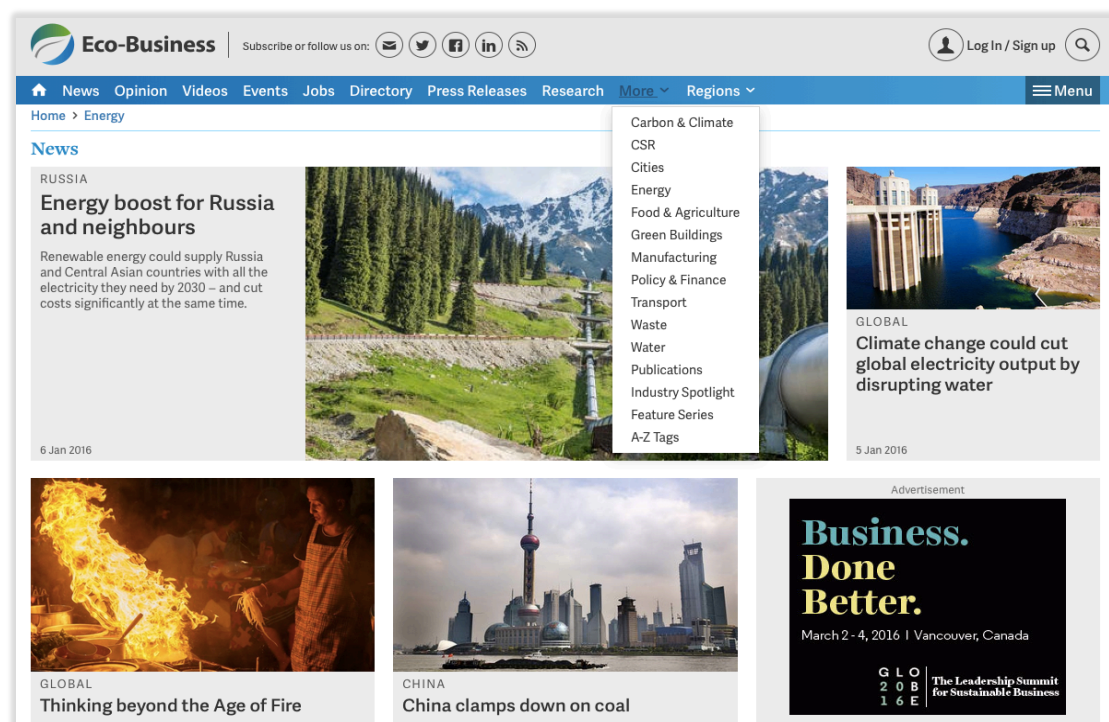 Eco-Business
Subscribe or follow us on:
Log In / Sign up
News Opinion Videos Events Jobs Directory Press Releases Research More Regions
Menu
Home > Energy
News
RUSSIA
Energy boost for Russia
and neighbours
Renewable energy could supply Russia
and Central Asian countries with all the
electricity they need by 2030 – and cut
costs significantly at the same time.
6 Jan 2016
Carbon & Climate
CSR
Cities
Energy
Food & Agriculture
Green Buildings
Manufacturing
Policy & Finance
Transport
Waste
Water
Publications
Industry Spotlight
Feature Series
A-Z Tags
GLOBAL
Climate change could cut
global electricity output by
disrupting water
5 Jan 2016
GLOBAL
Thinking beyond the Age of Fire
CHINA
China clamps down on coal
Advertisement
Business.
Done
Better.
March 2 - 4, 2016 | Vancouver, Canada
G L O
2 0 B
1 6 E
The Leadership Summit
for Sustainable Business